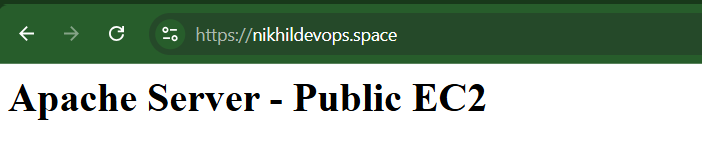 https://nikhildevops.space
Apache Server - Public EC2